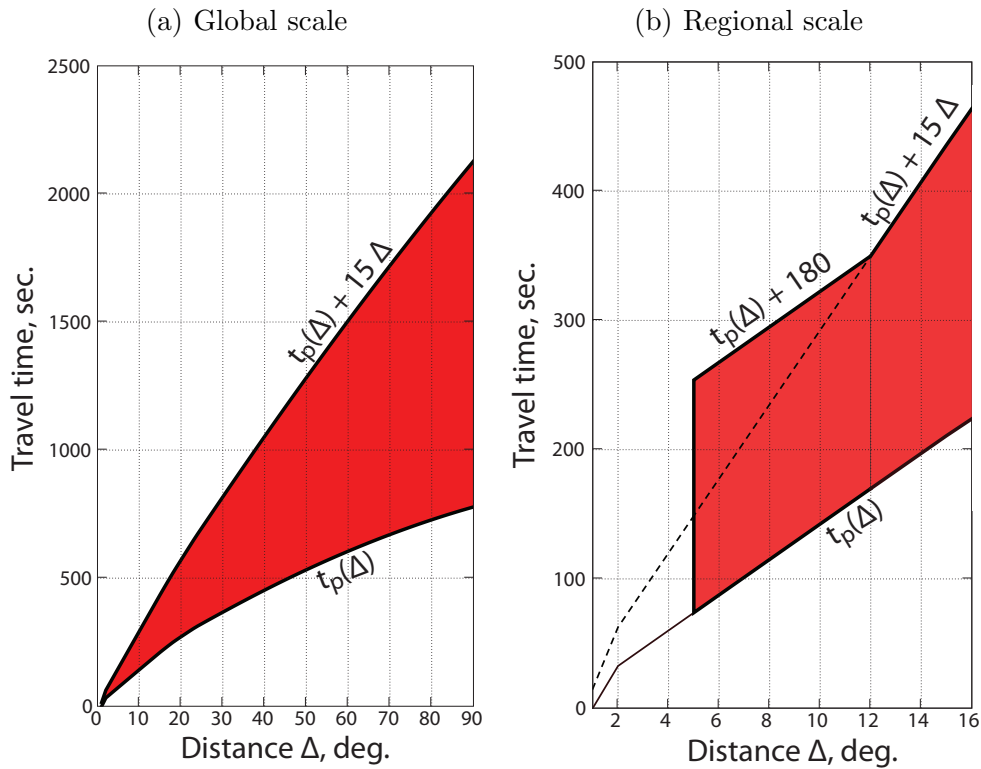 (a) Global scale
2500
2000
1500
1000
500
0
0 10 20 30 40 50 60 70 80 90
Travel time, sec.
Distance Δ, deg.
tₚ(Δ) + 15 Δ
tₚ(Δ)
(b) Regional scale
500
400
300
200
100
0
2 4 6 8 10 12 14 16
Travel time, sec.
Distance Δ, deg.
tₚ(Δ) + 180
tₚ(Δ) + 15 Δ
tₚ(Δ)